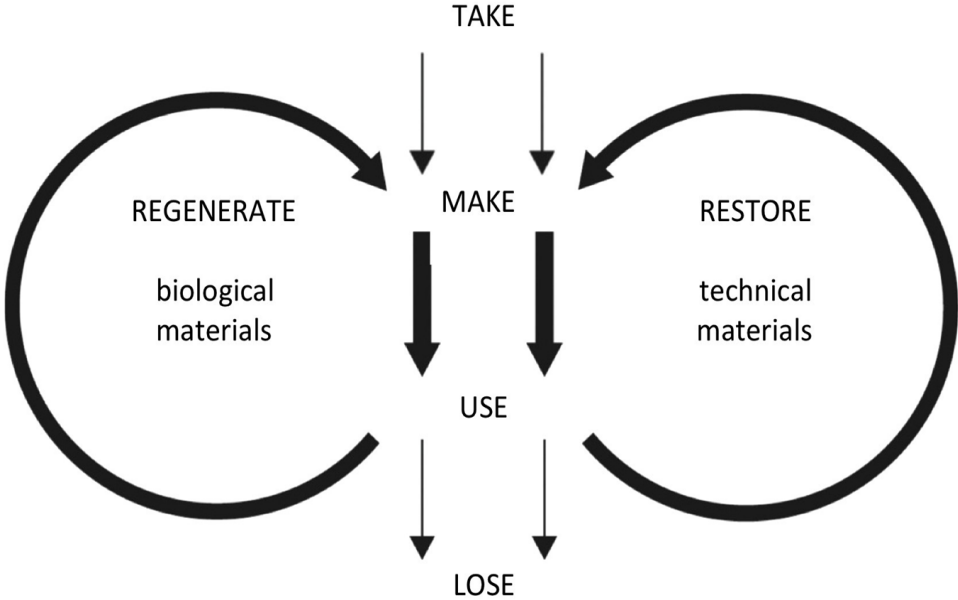 TAKE
MAKE
REGENERATE
RESTORE
biological
materials
technical
materials
USE
LOSE